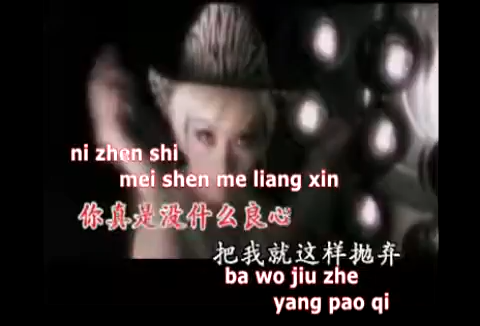 ni zhen shi
mei shen me liang xin
你真是没什么良心
把我就这样抛弃
ba wo jiu zhe
yang pao qi